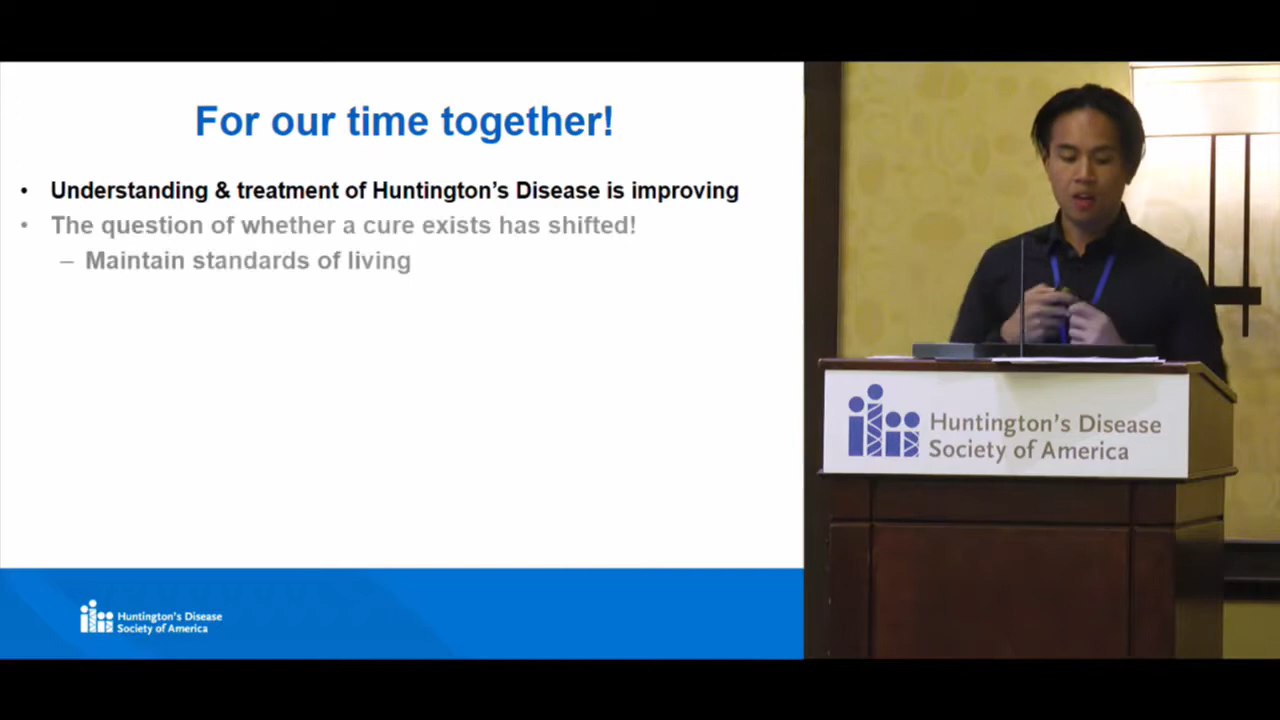 For our time together!
• Understanding & treatment of Huntington's Disease is improving
• The question of whether a cure exists has shifted!
– Maintain standards of living
Huntington's Disease
Society of America
Huntington's Disease
Society of America